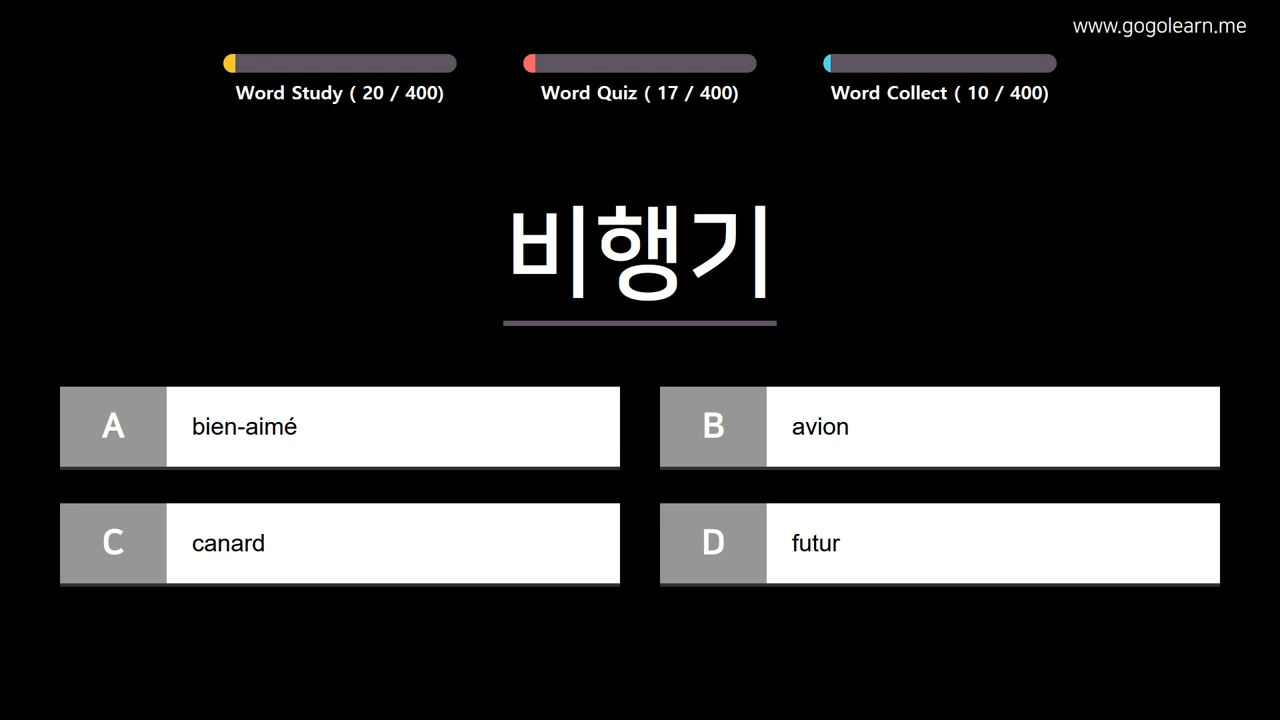 www.gogolearn.me
Word Study ( 20 / 400)
Word Quiz ( 17 / 400)
Word Collect ( 10 / 400)
비행기
A bien-aimé
B avion
C canard
D futur